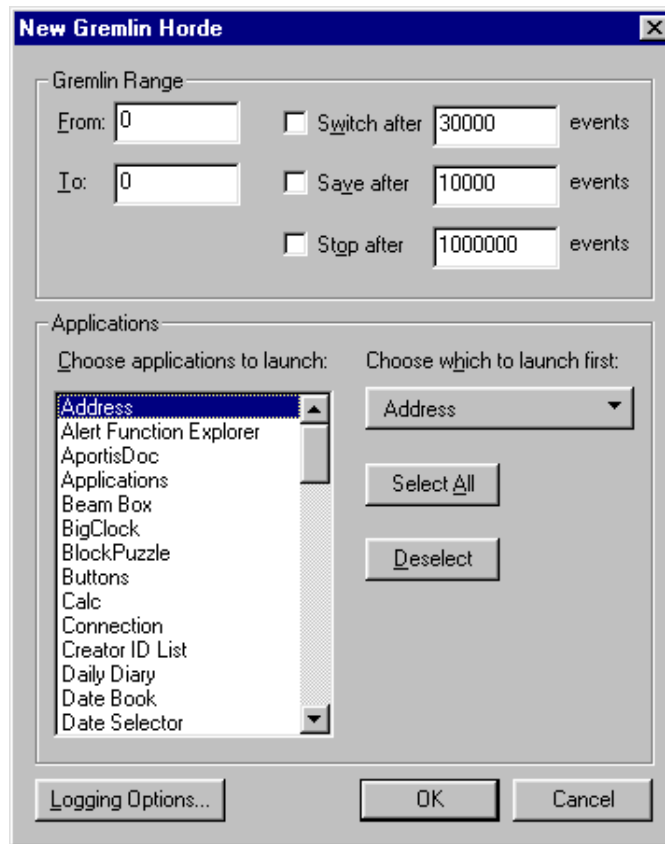 New Gremlin Horde
Gremlin Range
From: 0
Switch after 30000 events
To: 0
Save after 10000 events
Stop after 1000000 events
Applications
Choose applications to launch:
Choose which to launch first:
Address
Alert Function Explorer
AportisDoc
Applications
Beam Box
BigClock
BlockPuzzle
Buttons
Calc
Connection
Creator ID List
Daily Diary
Date Book
Date Selector
Address
Select All
Deselect
Logging Options...
OK
Cancel